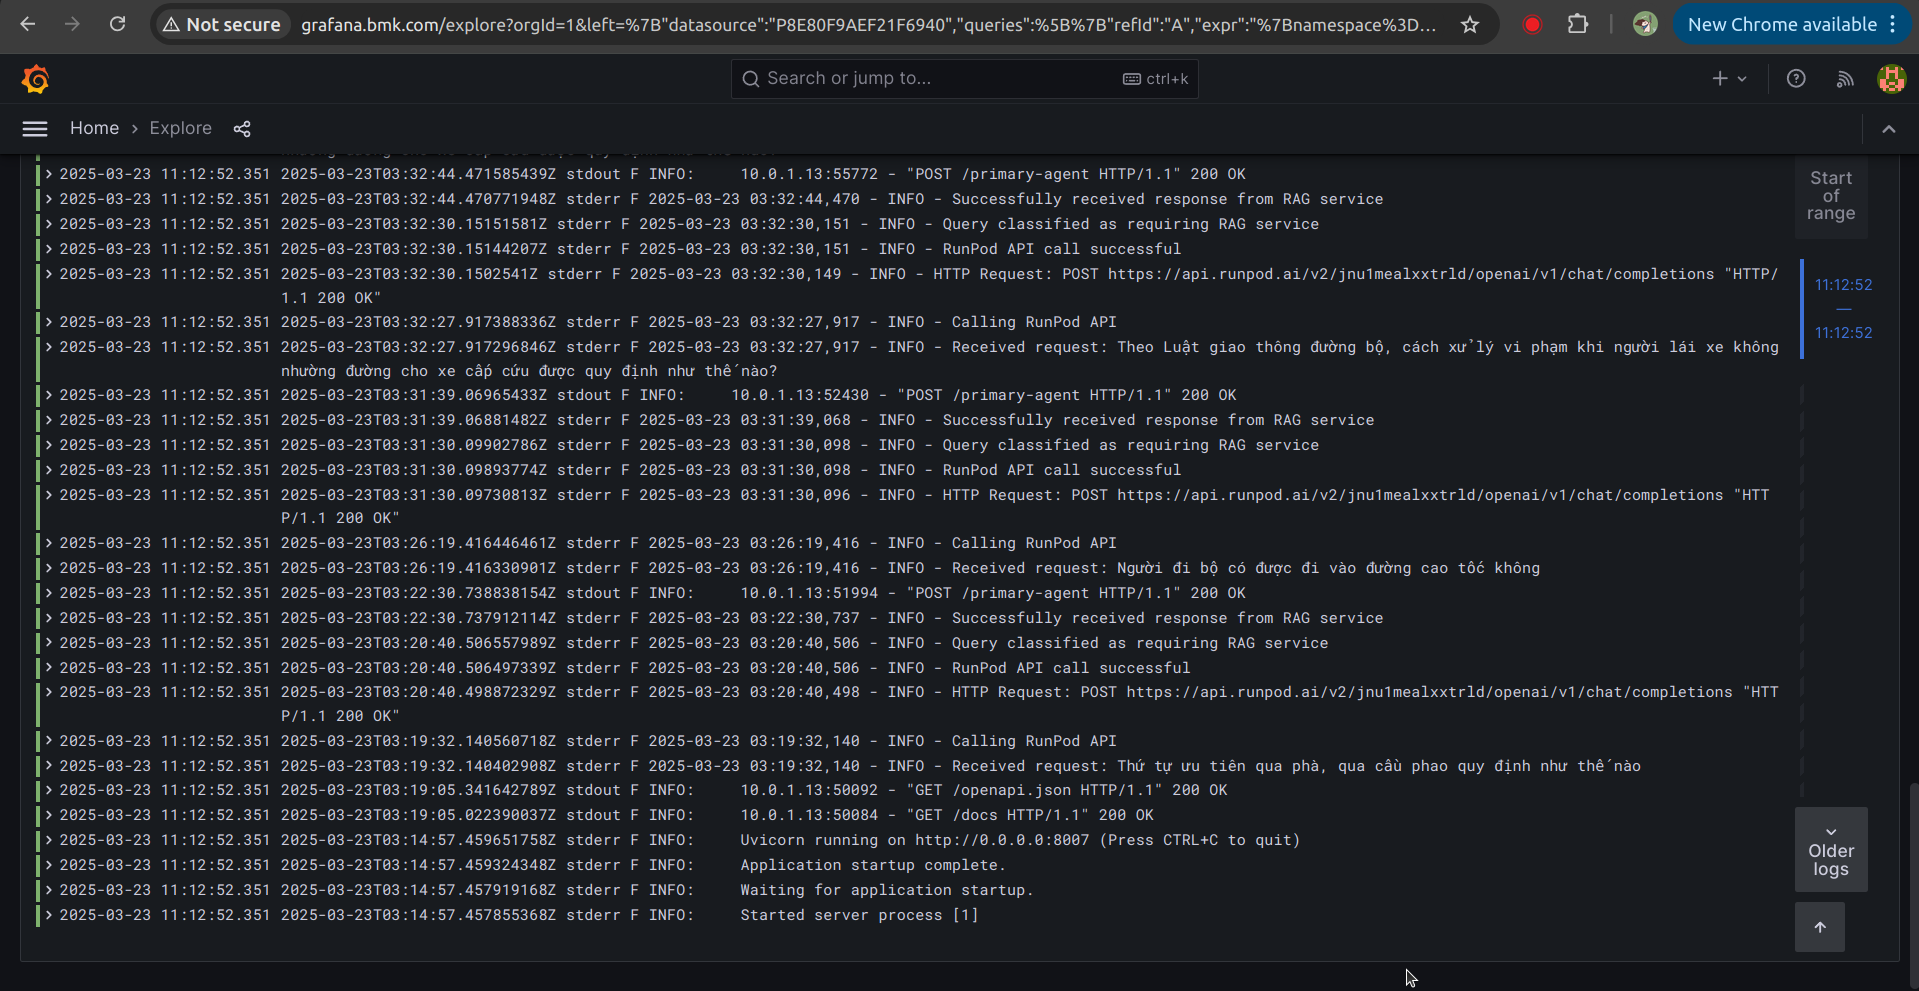 Not secure
grafana.bmk.com/explore?orgId=1&left=%7B"datasource":"P8E80F9AEF21F6940","queries":%5B%7B"refId":"A","expr":"%7Bnamespace%3D...
New Chrome available
Search or jump to...
ctrl+k
Home
Explore
2025-03-23 11:12:52.351 2025-03-23T03:32:44.471585439Z stdout F INFO: 10.0.1.13:55772 - "POST /primary-agent HTTP/1.1" 200 OK
2025-03-23 11:12:52.351 2025-03-23T03:32:44.470771948Z stderr F 2025-03-23 03:32:44,470 - INFO - Successfully received response from RAG service
2025-03-23 11:12:52.351 2025-03-23T03:32:30.15151581Z stderr F 2025-03-23 03:32:30,151 - INFO - Query classified as requiring RAG service
2025-03-23 11:12:52.351 2025-03-23T03:32:30.15144207Z stderr F 2025-03-23 03:32:30,151 - INFO - RunPod API call successful
2025-03-23 11:12:52.351 2025-03-23T03:32:30.1502541Z stderr F 2025-03-23 03:32:30,149 - INFO - HTTP Request: POST https://api.runpod.ai/v2/jnu1mealxxtrld/openai/v1/chat/completions "HTTP/
1.1 200 OK"
2025-03-23 11:12:52.351 2025-03-23T03:32:27.917388336Z stderr F 2025-03-23 03:32:27,917 - INFO - Calling RunPod API
2025-03-23 11:12:52.351 2025-03-23T03:32:27.917296846Z stderr F 2025-03-23 03:32:27,917 - INFO - Received request: Theo Luật giao thông đường bộ, cách xử lý vi phạm khi người lái xe không
nhường đường cho xe cấp cứu được quy định như thế nào?
2025-03-23 11:12:52.351 2025-03-23T03:31:39.06965433Z stdout F INFO: 10.0.1.13:52430 - "POST /primary-agent HTTP/1.1" 200 OK
2025-03-23 11:12:52.351 2025-03-23T03:31:39.06881482Z stderr F 2025-03-23 03:31:39,068 - INFO - Successfully received response from RAG service
2025-03-23 11:12:52.351 2025-03-23T03:31:30.09902786Z stderr F 2025-03-23 03:31:30,098 - INFO - Query classified as requiring RAG service
2025-03-23 11:12:52.351 2025-03-23T03:31:30.09893774Z stderr F 2025-03-23 03:31:30,098 - INFO - RunPod API call successful
2025-03-23 11:12:52.351 2025-03-23T03:31:30.09730813Z stderr F 2025-03-23 03:31:30,096 - INFO - HTTP Request: POST https://api.runpod.ai/v2/jnu1mealxxtrld/openai/v1/chat/completions "HTT
P/1.1 200 OK"
2025-03-23 11:12:52.351 2025-03-23T03:26:19.416446461Z stderr F 2025-03-23 03:26:19,416 - INFO - Calling RunPod API
2025-03-23 11:12:52.351 2025-03-23T03:26:19.416330901Z stderr F 2025-03-23 03:26:19,416 - INFO - Received request: Người đi bộ có được đi vào đường cao tốc không
2025-03-23 11:12:52.351 2025-03-23T03:22:30.738838154Z stdout F INFO: 10.0.1.13:51994 - "POST /primary-agent HTTP/1.1" 200 OK
2025-03-23 11:12:52.351 2025-03-23T03:22:30.737912114Z stderr F 2025-03-23 03:22:30,737 - INFO - Successfully received response from RAG service
2025-03-23 11:12:52.351 2025-03-23T03:20:40.506557989Z stderr F 2025-03-23 03:20:40,506 - INFO - Query classified as requiring RAG service
2025-03-23 11:12:52.351 2025-03-23T03:20:40.506497339Z stderr F 2025-03-23 03:20:40,506 - INFO - RunPod API call successful
2025-03-23 11:12:52.351 2025-03-23T03:20:40.498872329Z stderr F 2025-03-23 03:20:40,498 - INFO - HTTP Request: POST https://api.runpod.ai/v2/jnu1mealxxtrld/openai/v1/chat/completions "HTT
P/1.1 200 OK"
2025-03-23 11:12:52.351 2025-03-23T03:19:32.140560718Z stderr F 2025-03-23 03:19:32,140 - INFO - Calling RunPod API
2025-03-23 11:12:52.351 2025-03-23T03:19:32.140402908Z stderr F 2025-03-23 03:19:32,140 - INFO - Received request: Thứ tự ưu tiên qua phà, qua cầu phao quy định như thế nào
2025-03-23 11:12:52.351 2025-03-23T03:19:05.341642789Z stdout F INFO: 10.0.1.13:50092 - "GET /openapi.json HTTP/1.1" 200 OK
2025-03-23 11:12:52.351 2025-03-23T03:19:05.022390037Z stdout F INFO: 10.0.1.13:50084 - "GET /docs HTTP/1.1" 200 OK
2025-03-23 11:12:52.351 2025-03-23T03:14:57.459651758Z stderr F INFO: Uvicorn running on http://0.0.0.0:8007 (Press CTRL+C to quit)
2025-03-23 11:12:52.351 2025-03-23T03:14:57.459324348Z stderr F INFO: Application startup complete.
2025-03-23 11:12:52.351 2025-03-23T03:14:57.457919168Z stderr F INFO: Waiting for application startup.
2025-03-23 11:12:52.351 2025-03-23T03:14:57.457855368Z stderr F INFO: Started server process [1]
Start
of
range
11:12:52
—
11:12:52
Older
logs